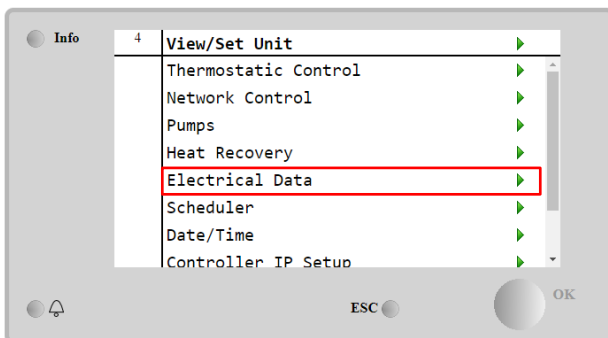 Info
4 View/Set Unit
Thermostatic Control
Network Control
Pumps
Heat Recovery
Electrical Data
Scheduler
Date/Time
Controller IP Setup
ESC
OK